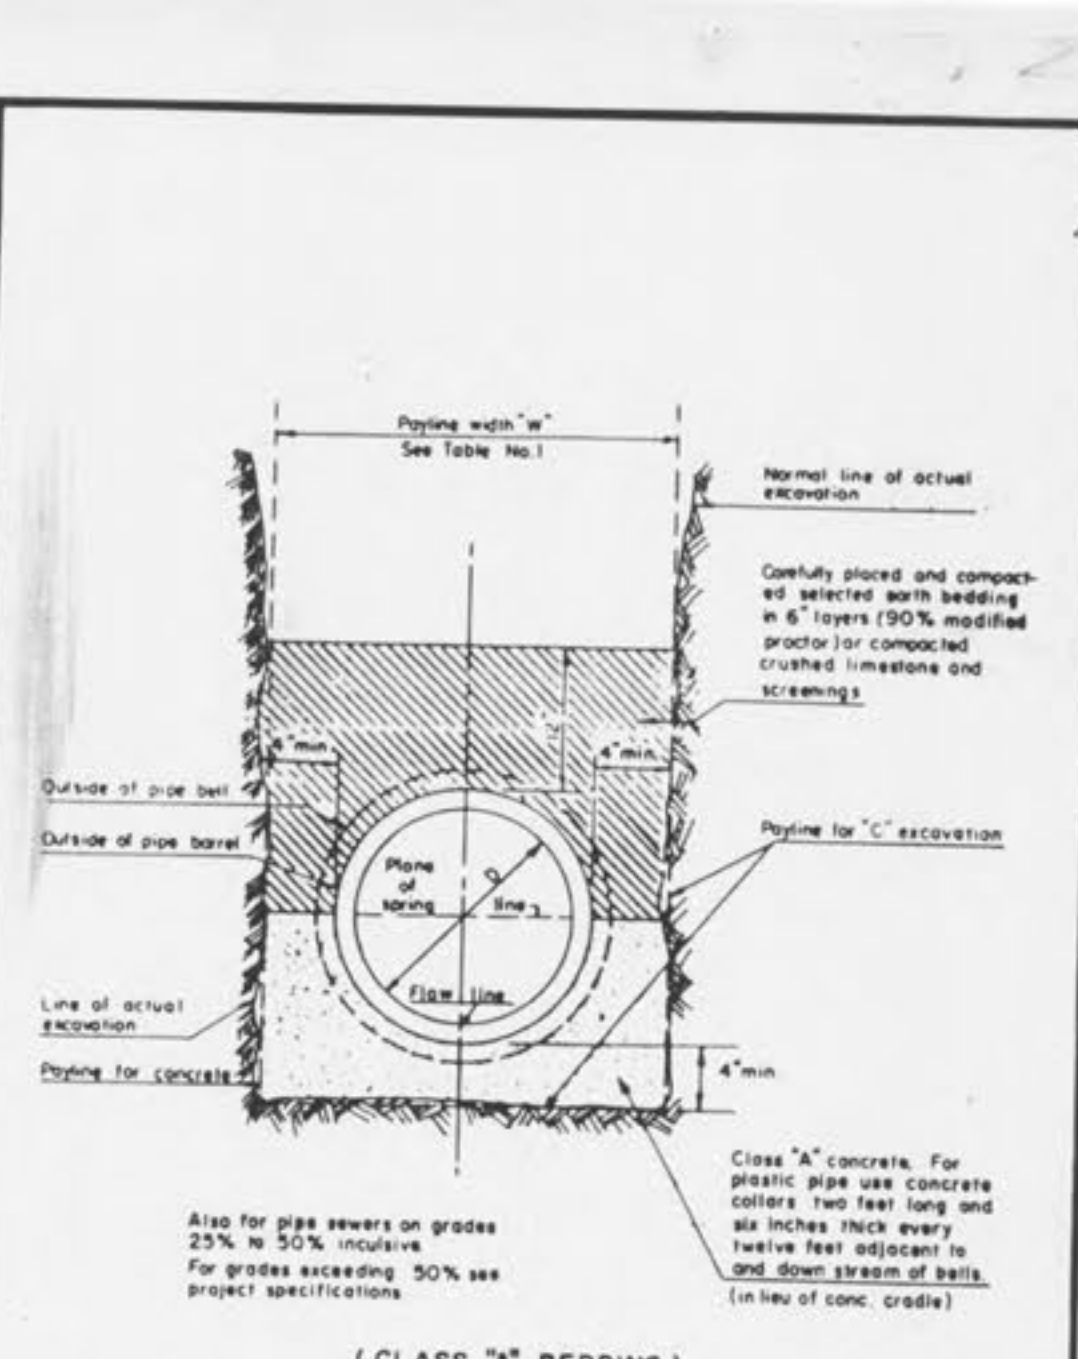 Payline width "W"
See Table No. 1
Normal line of actual
excavation
Carefully placed and compact-
ed selected earth bedding
in 6" layers (90% modified
proctor) or compacted
crushed limestone and
screenings
4" min.
12"
4" min.
Outside of pipe bell
Outside of pipe barrel
Payline for "C" excavation
Plane
of
spring
line
D
Flow line
Line of actual
excavation
Payline for concrete
4" min
Class "A" concrete. For
plastic pipe use concrete
collars two feet long and
six inches thick every
twelve feet adjacent to
and down stream of bells.
(in lieu of conc. cradle)
Also for pipe sewers on grades
25% to 50% inculsive
For grades exceeding 50% see
project specifications
(CLASS "A" BEDDING)